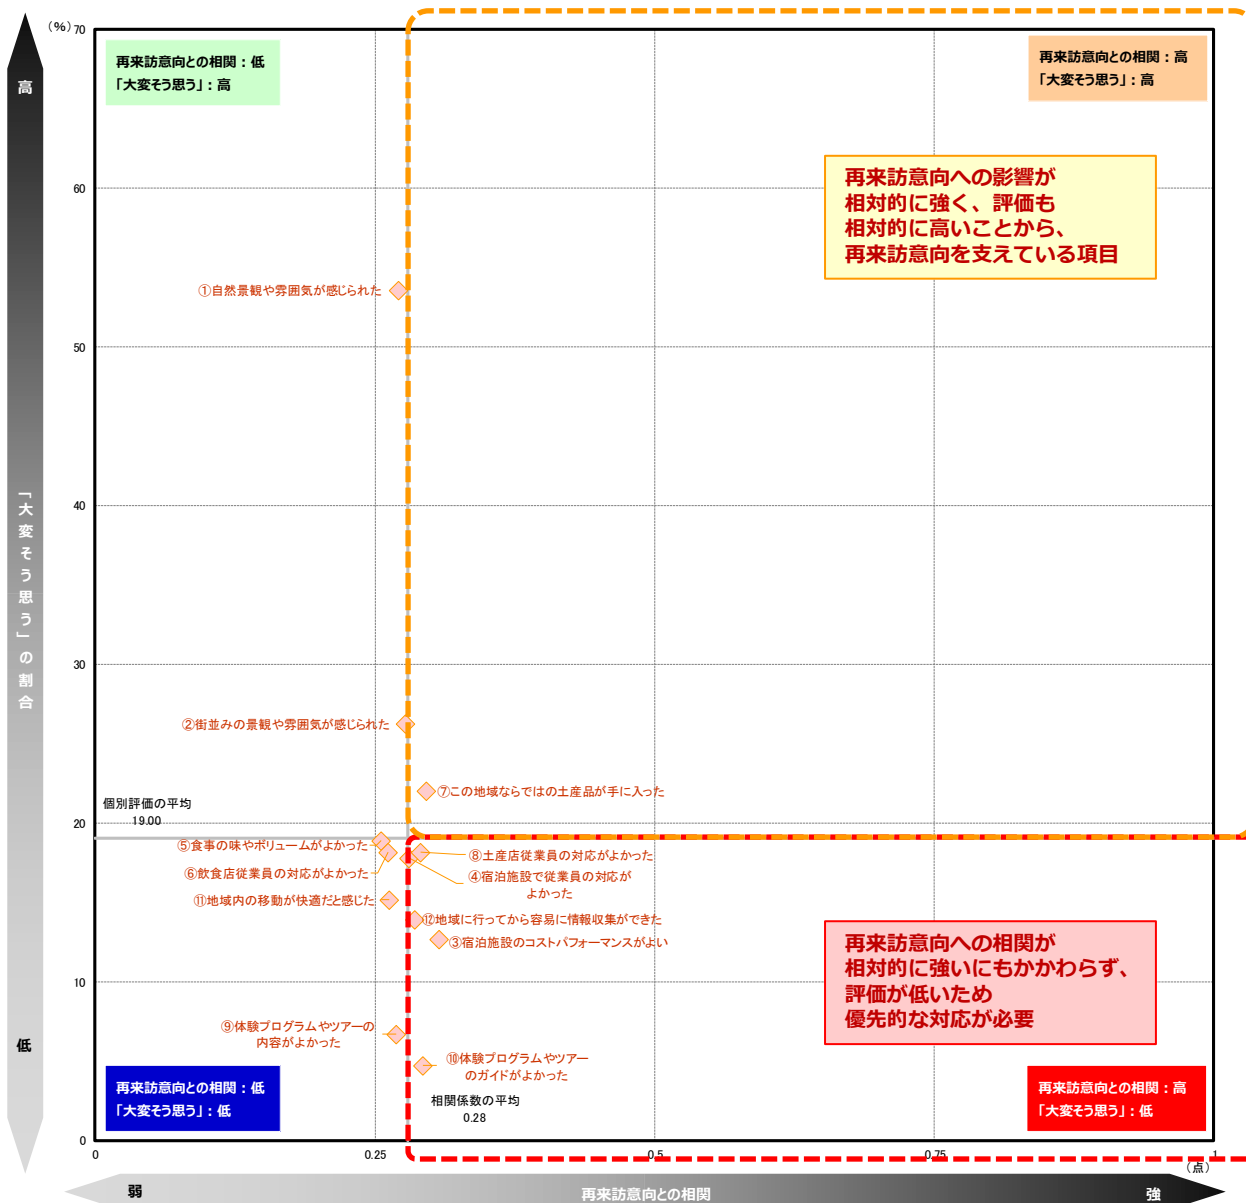 (%)
70
再来訪意向との相関：低
「大変そう思う」：高
再来訪意向との相関：高
「大変そう思う」：高
高
再来訪意向への影響が
相対的に強く、評価も
相対的に高いことから、
再来訪意向を支えている項目
60
①自然景観や雰囲気が感じられた
50
「大変そう思う」の割合
40
30
②街並みの景観や雰囲気が感じられた
⑦この地域ならではの土産品が手に入った
個別評価の平均
19.00
20
⑤食事の味やボリュームがよかった
⑧土産店従業員の対応がよかった
⑥飲食店従業員の対応がよかった
④宿泊施設で従業員の対応が
よかった
⑪地域内の移動が快適だと感じた
⑫地域に行ってから容易に情報収集ができた
③宿泊施設のコストパフォーマンスがよい
再来訪意向への相関が
相対的に強いにもかかわらず、
評価が低いため
優先的な対応が必要
10
⑨体験プログラムやツアーの
内容がよかった
低
⑩体験プログラムやツアー
のガイドがよかった
再来訪意向との相関：低
「大変そう思う」：低
相関係数の平均
0.28
再来訪意向との相関：高
「大変そう思う」：低
0
0
0.25
0.5
0.75
1
(点)
弱
再来訪意向との相関
強